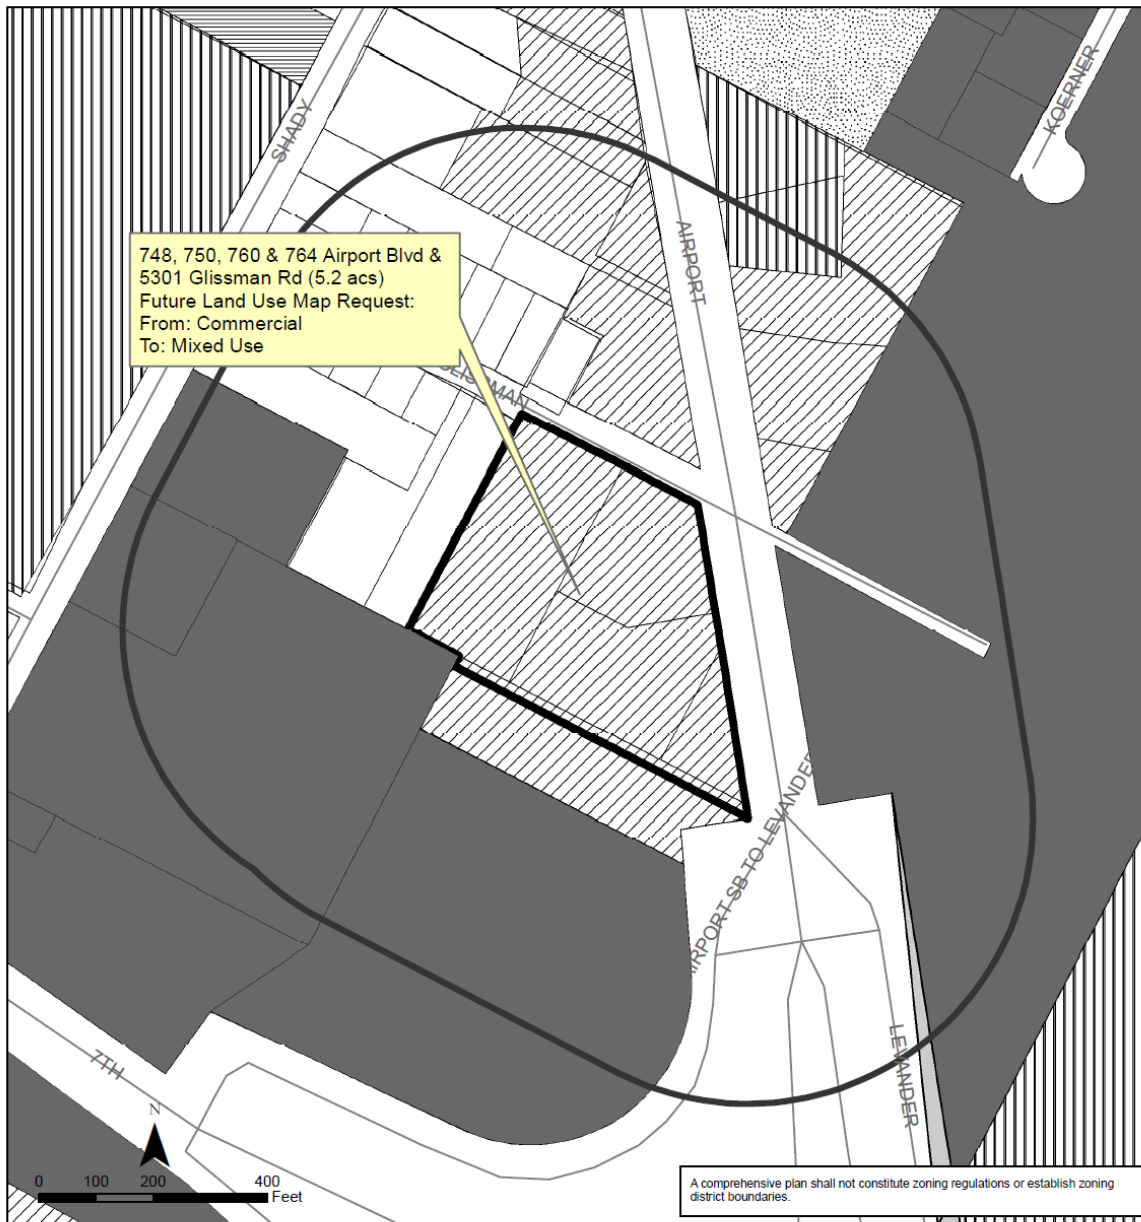 SHADY
KOERNER
AIRPORT
748, 750, 760 & 764 Airport Blvd &
5301 Glissman Rd (5.2 acs)
Future Land Use Map Request:
From: Commercial
To: Mixed Use
GLISSMAN
AIRPORT SB TO LEVANDER
LEVANDER
7TH
N
0 100 200 400
Feet
A comprehensive plan shall not constitute zoning regulations or establish zoning
district boundaries.